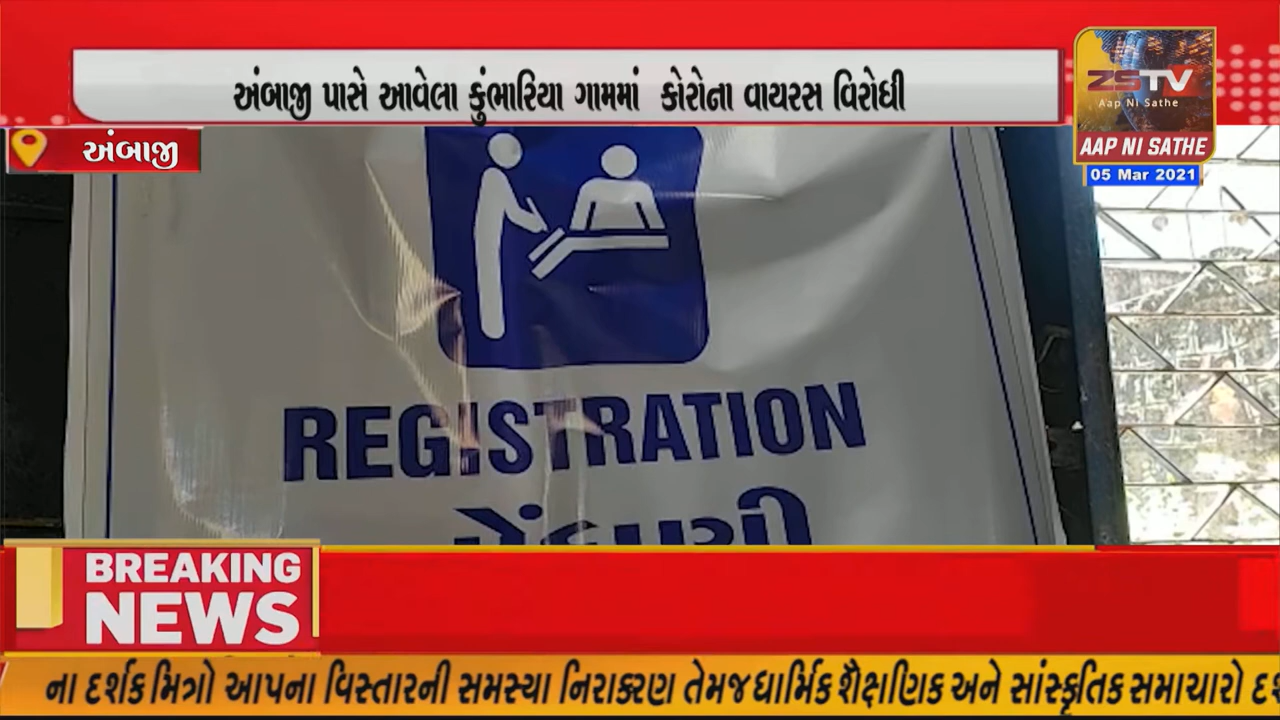 અંબાજી પાસે આવેલા કુંભારિયા ગામમાં કોરોના વાયરસ વિરોધી
ZSTV
Aap Ni Sathe
AAP NI SATHE
05 Mar 2021
અંબાજી
REGISTRATION
BREAKING
NEWS
ના દર્શક મિત્રો આપના વિસ્તારની સમસ્યા નિરાકરણ તેમજ ધાર્મિક શૈક્ષણિક અને સાંસ્કૃતિક સમાચારો